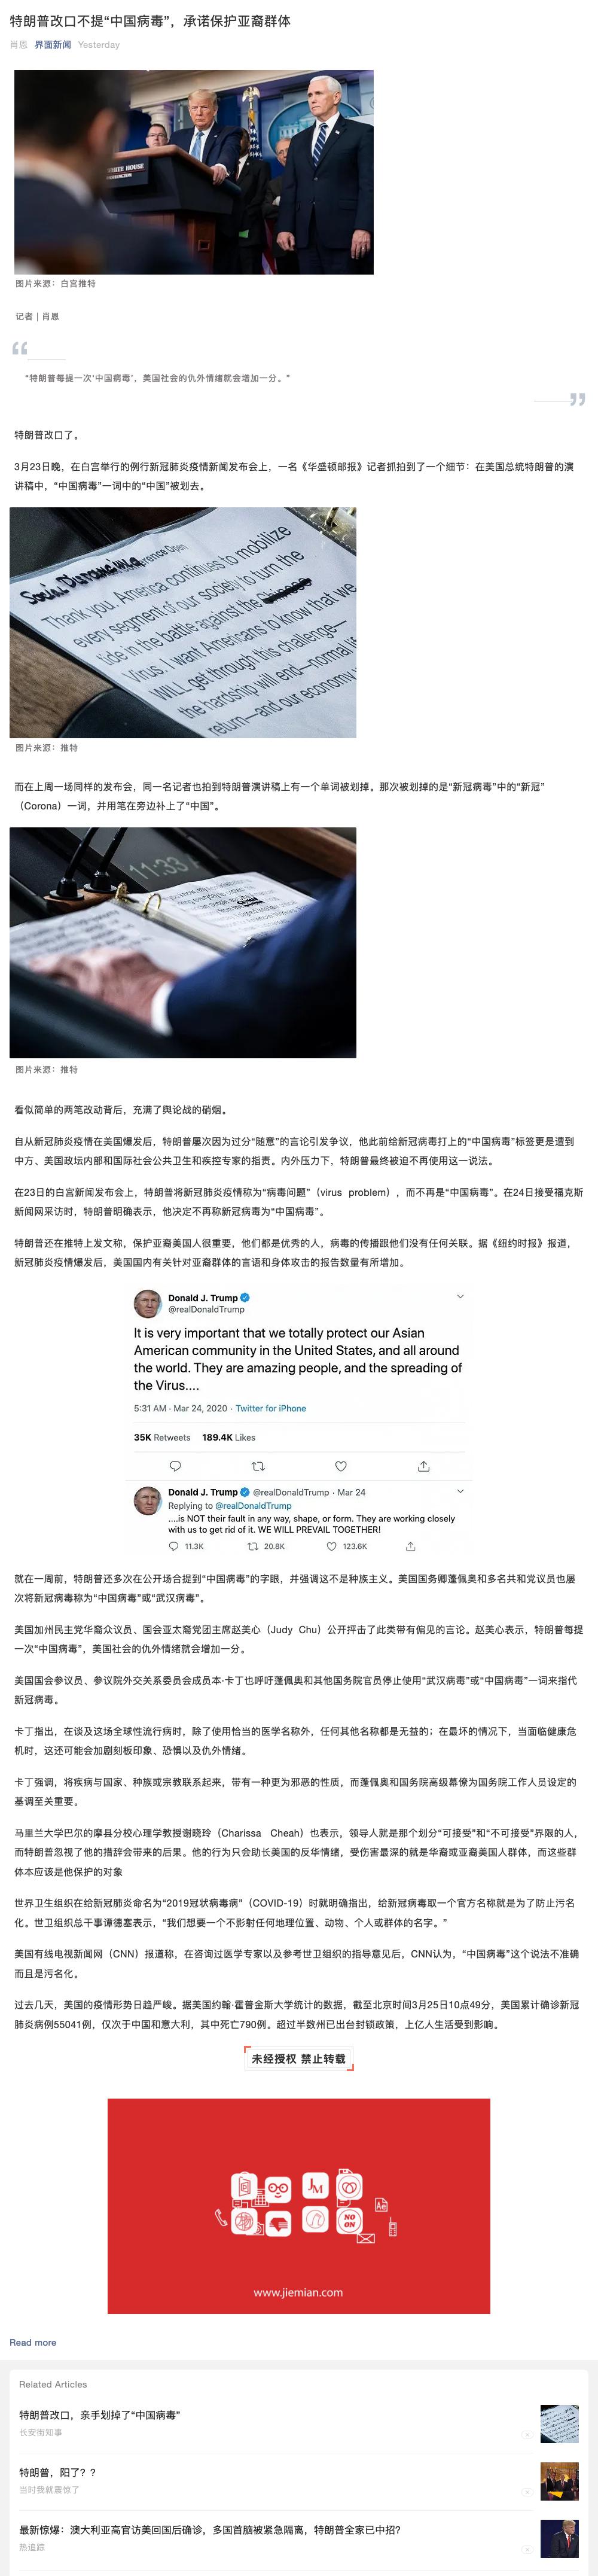 特朗普改口不提“中国病毒”，承诺保护亚裔群体
肖恩 界面新闻 Yesterday
WHITE HOUSE
图片来源：白宫推特
记者 | 肖恩
“特朗普每提一次‘中国病毒’，美国社会的仇外情绪就会增加一分。”
特朗普改口了。
3月23日晚，在白宫举行的例行新冠肺炎疫情新闻发布会上，一名《华盛顿邮报》记者抓拍到了一个细节：在美国总统特朗普的演
讲稿中，“中国病毒”一词中的“中国”被划去。
Social Distancing
Thank you. America continues to mobilize
every segment of our society to turn the
tide in the battle against the
Virus. I want Americans to know that we
WILL get through this challenge—
the hardship will end—normal
return—and our economy
图片来源：推特
而在上周一场同样的发布会，同一名记者也拍到特朗普演讲稿上有一个单词被划掉。那次被划掉的是“新冠病毒”中的“新冠”
（Corona）一词，并用笔在旁边补上了“中国”。
11:33
图片来源：推特
看似简单的两笔改动背后，充满了舆论战的硝烟。
自从新冠肺炎疫情在美国爆发后，特朗普屡次因为过分“随意”的言论引发争议，他此前给新冠病毒打上的“中国病毒”标签更是遭到
中方、美国政坛内部和国际社会公共卫生和疾控专家的指责。内外压力下，特朗普最终被迫不再使用这一说法。
在23日的白宫新闻发布会上，特朗普将新冠肺炎疫情称为“病毒问题”（virus problem），而不再是“中国病毒”。在24日接受福克斯
新闻网采访时，特朗普明确表示，他决定不再称新冠病毒为“中国病毒”。
特朗普还在推特上发文称，保护亚裔美国人很重要，他们都是优秀的人，病毒的传播跟他们没有任何关联。据《纽约时报》报道，
新冠肺炎疫情爆发后，美国国内有关针对亚裔群体的言语和身体攻击的报告数量有所增加。
Donald J. Trump
@realDonaldTrump
It is very important that we totally protect our Asian
American community in the United States, and all around
the world. They are amazing people, and the spreading of
the Virus....
5:31 AM · Mar 24, 2020 · Twitter for iPhone
35K Retweets 189.4K Likes
Donald J. Trump @realDonaldTrump · Mar 24
Replying to @realDonaldTrump
....is NOT their fault in any way, shape, or form. They are working closely
with us to get rid of it. WE WILL PREVAIL TOGETHER!
11.3K 20.8K 123.6K
就在一周前，特朗普还多次在公开场合提到“中国病毒”的字眼，并强调这不是种族主义。美国国务卿蓬佩奥和多名共和党议员也屡
次将新冠病毒称为“中国病毒”或“武汉病毒”。
美国加州民主党华裔众议员、国会亚太裔党团主席赵美心（Judy Chu）公开抨击了此类带有偏见的言论。赵美心表示，特朗普每提
一次“中国病毒”，美国社会的仇外情绪就会增加一分。
美国国会参议员、参议院外交关系委员会成员本·卡丁也呼吁蓬佩奥和其他国务院官员停止使用“武汉病毒”或“中国病毒”一词来指代
新冠病毒。
卡丁指出，在谈及这场全球性流行病时，除了使用恰当的医学名称外，任何其他名称都是无益的；在最坏的情况下，当面临健康危
机时，这还可能会加剧刻板印象、恐惧以及仇外情绪。
卡丁强调，将疾病与国家、种族或宗教联系起来，带有一种更为邪恶的性质，而蓬佩奥和国务院高级幕僚为国务院工作人员设定的
基调至关重要。
马里兰大学巴尔的摩县分校心理学教授谢晓玲（Charissa Cheah）也表示，领导人就是那个划分“可接受”和“不可接受”界限的人，
而特朗普忽视了他的措辞会带来的后果。他的行为只会助长美国的反华情绪，受伤害最深的就是华裔或亚裔美国人群体，而这些群
体本应该是他保护的对象
世界卫生组织在给新冠肺炎命名为“2019冠状病毒病”（COVID-19）时就明确指出，给新冠病毒取一个官方名称就是为了防止污名
化。世卫组织总干事谭德塞表示，“我们想要一个不影射任何地理位置、动物、个人或群体的名字。”
美国有线电视新闻网（CNN）报道称，在咨询过医学专家以及参考世卫组织的指导意见后，CNN认为，“中国病毒”这个说法不准确
而且是污名化。
过去几天，美国的疫情形势日趋严峻。据美国约翰·霍普金斯大学统计的数据，截至北京时间3月25日10点49分，美国累计确诊新冠
肺炎病例55041例，仅次于中国和意大利，其中死亡790例。超过半数州已出台封锁政策，上亿人生活受到影响。
未经授权 禁止转载
JM
Ae
NO ON
www.jiemian.com
Read more
Related Articles
特朗普改口，亲手划掉了“中国病毒”
长安街知事
特朗普，阳了？？
当时我就震惊了
最新惊爆：澳大利亚高官访美回国后确诊，多国首脑被紧急隔离，特朗普全家已中招?
热追踪